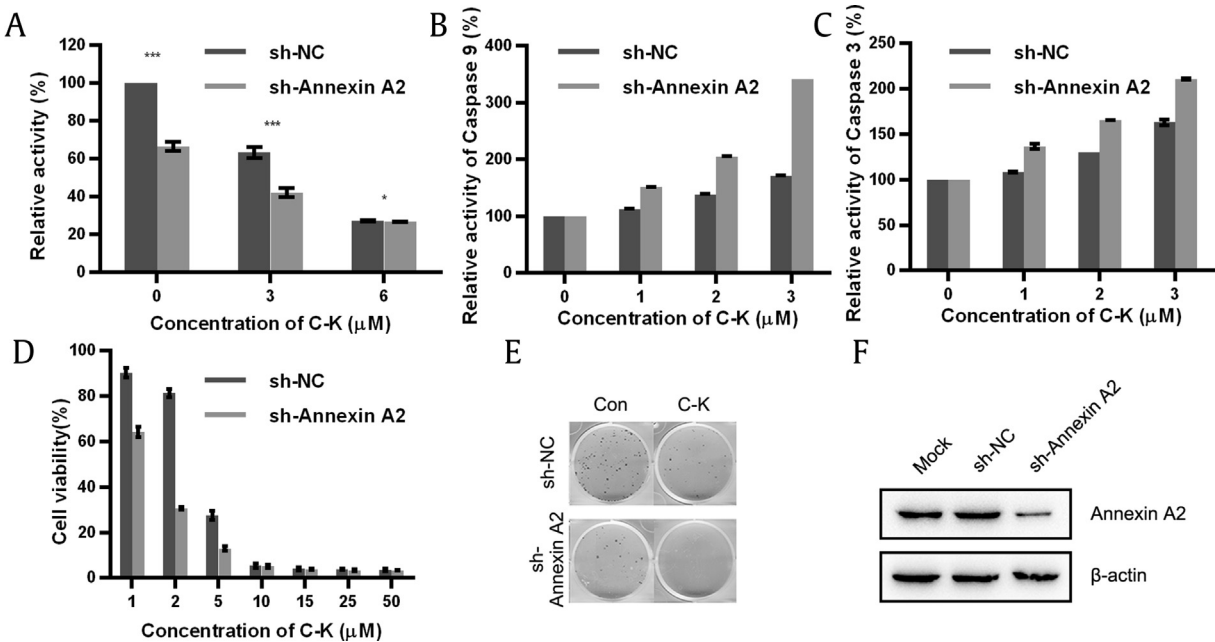 A
Relative activity (%)
120
100
80
60
40
20
0
***
***
*
sh-NC
sh-Annexin A2
0 3 6
Concentration of C-K (μM)
B
Relative activity of Caspase 9 (%)
400
300
200
100
0
sh-NC
sh-Annexin A2
0 1 2 3
Concentration of C-K (μM)
C
Relative activity of Caspase 3 (%)
250
200
150
100
50
0
sh-NC
sh-Annexin A2
0 1 2 3
Concentration of C-K (μM)
D
Cell viability(%)
100
80
60
40
20
0
sh-NC
sh-Annexin A2
1 2 5 10 15 25 50
Concentration of C-K (μM)
E
Con C-K
sh-NC
sh-
Annexin A2
F
Mock sh-NC sh-Annexin A2
Annexin A2
β-actin